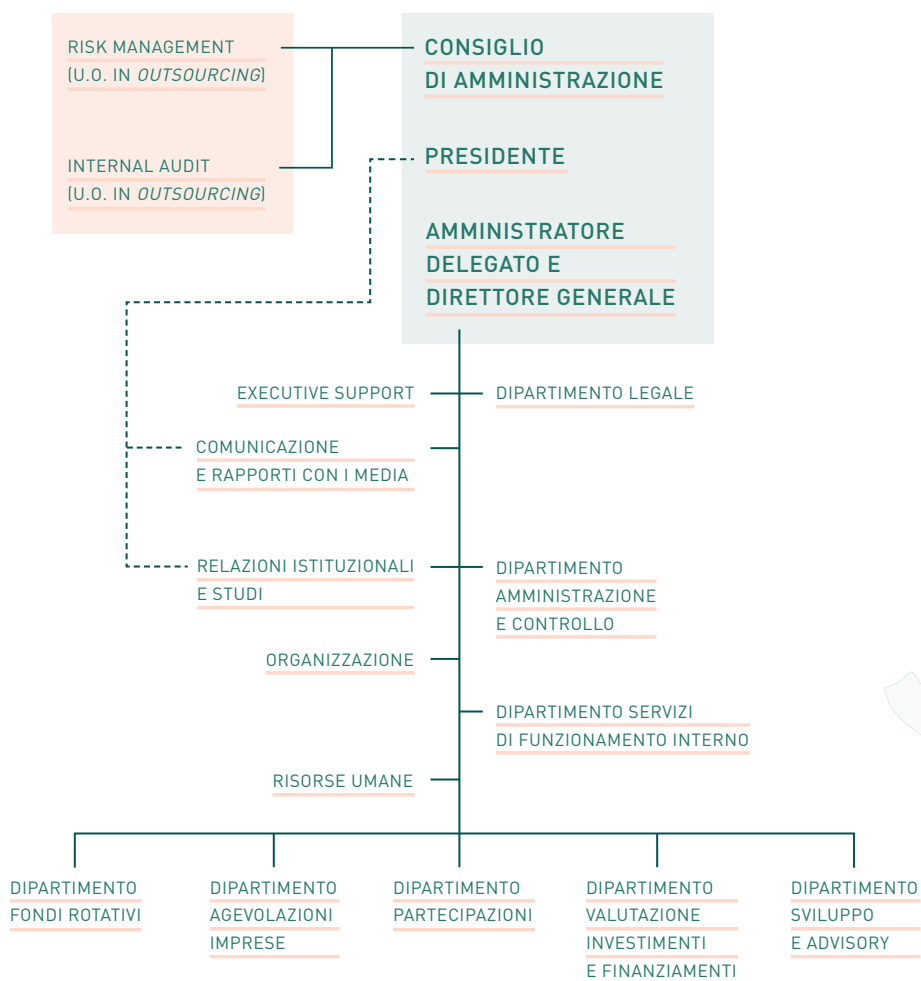 RISK MANAGEMENT
(U.O. IN OUTSOURCING)
INTERNAL AUDIT
(U.O. IN OUTSOURCING)
CONSIGLIO
DI AMMINISTRAZIONE
PRESIDENTE
AMMINISTRATORE
DELEGATO E
DIRETTORE GENERALE
EXECUTIVE SUPPORT
DIPARTIMENTO LEGALE
COMUNICAZIONE
E RAPPORTI CON I MEDIA
RELAZIONI ISTITUZIONALI
E STUDI
DIPARTIMENTO
AMMINISTRAZIONE
E CONTROLLO
ORGANIZZAZIONE
DIPARTIMENTO SERVIZI
DI FUNZIONAMENTO INTERNO
RISORSE UMANE
DIPARTIMENTO
FONDI ROTATIVI
DIPARTIMENTO
AGEVOLAZIONI
IMPRESE
DIPARTIMENTO
PARTECIPAZIONI
DIPARTIMENTO
VALUTAZIONE
INVESTIMENTI
E FINANZIAMENTI
DIPARTIMENTO
SVILUPPO
E ADVISORY